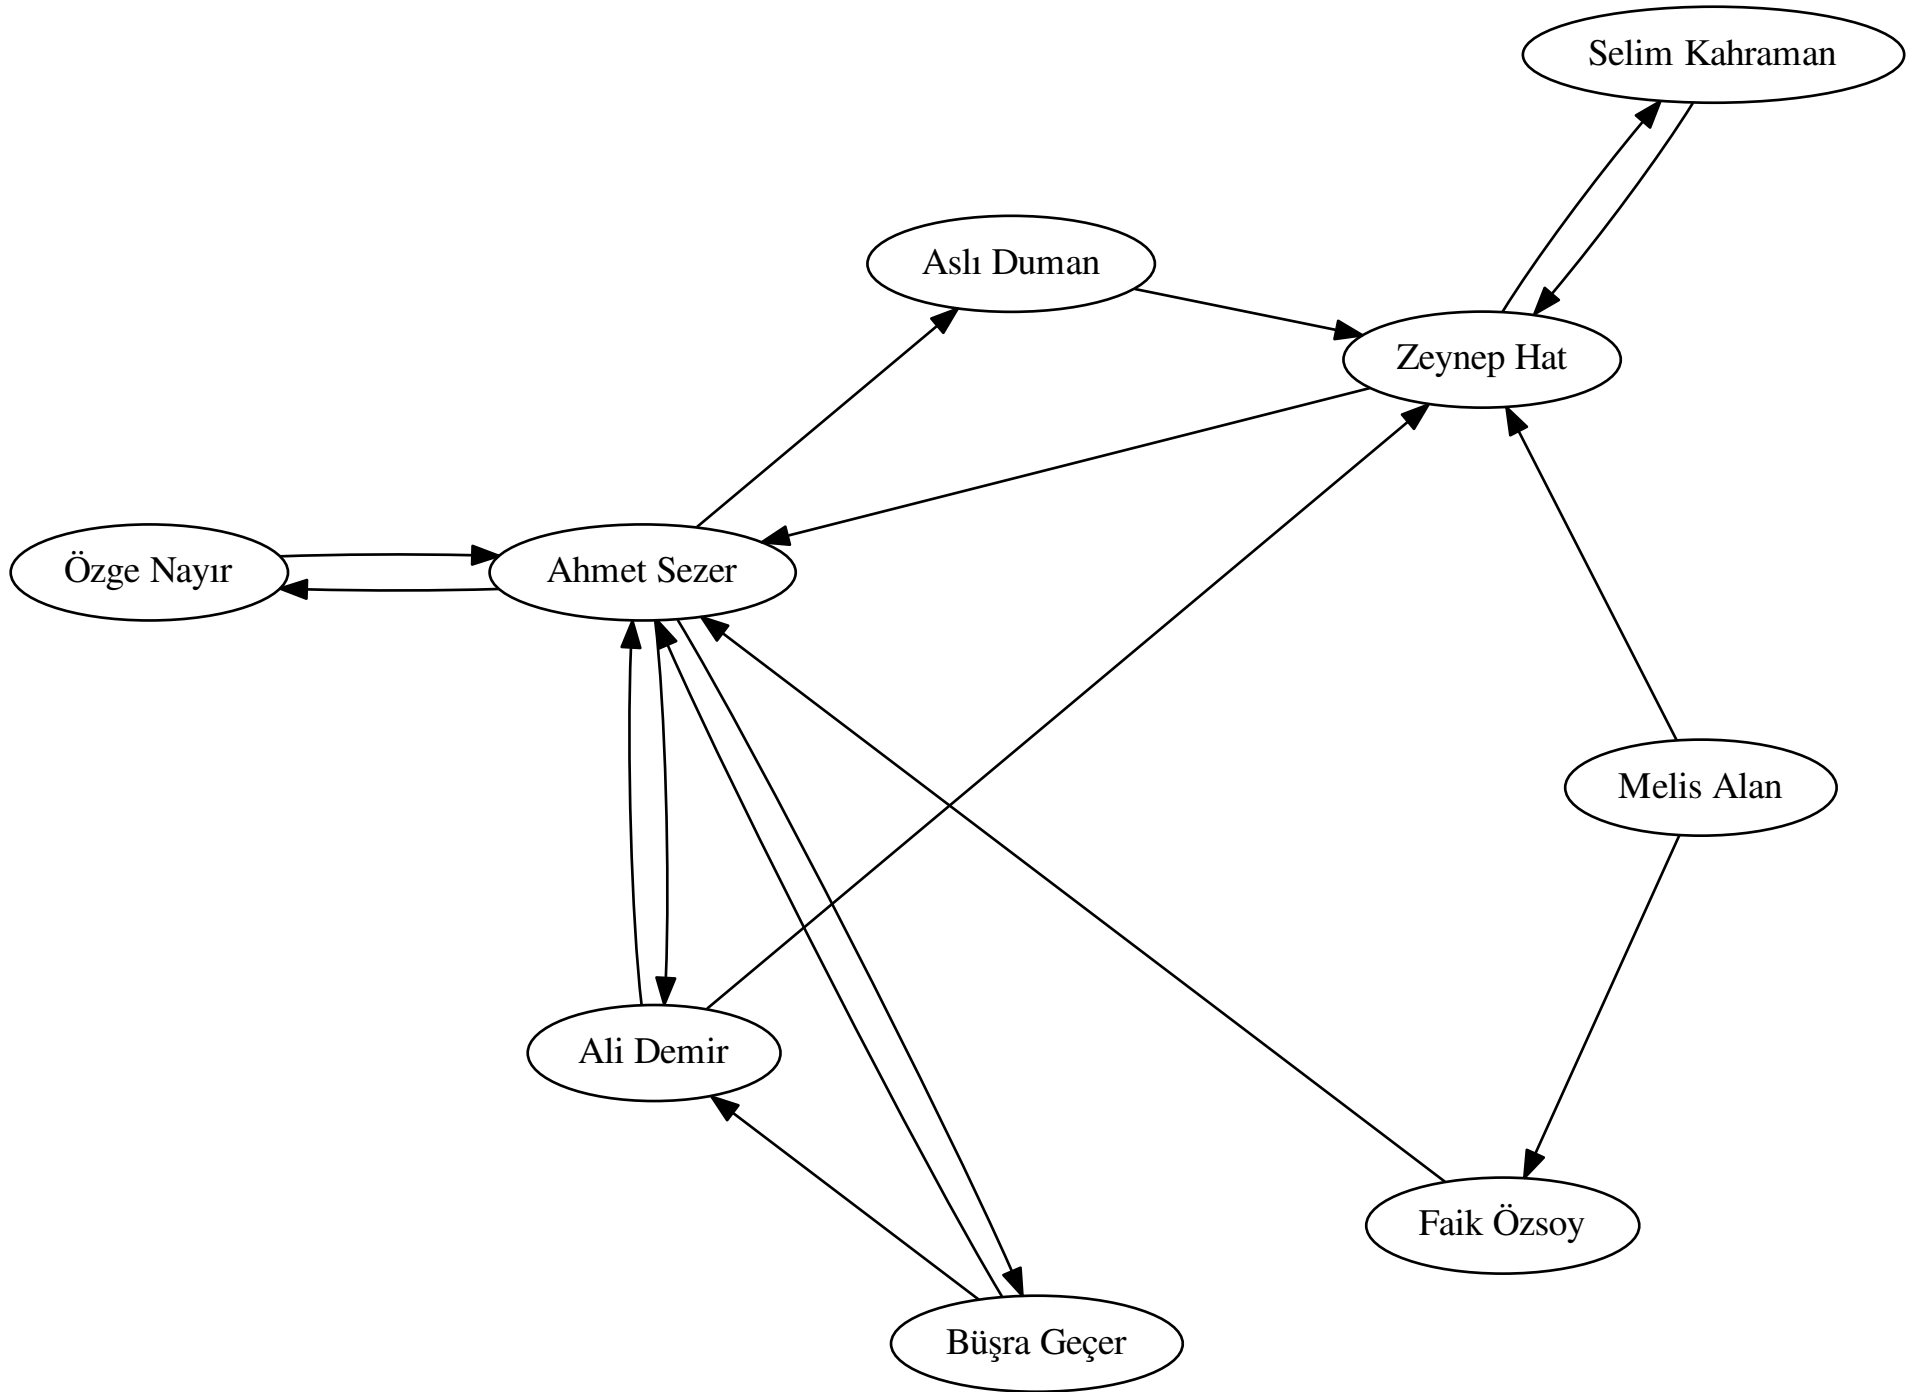 Selim Kahraman
Aslı Duman
Zeynep Hat
Özge Nayır
Ahmet Sezer
Melis Alan
Ali Demir
Faik Özsoy
Büşra Geçer